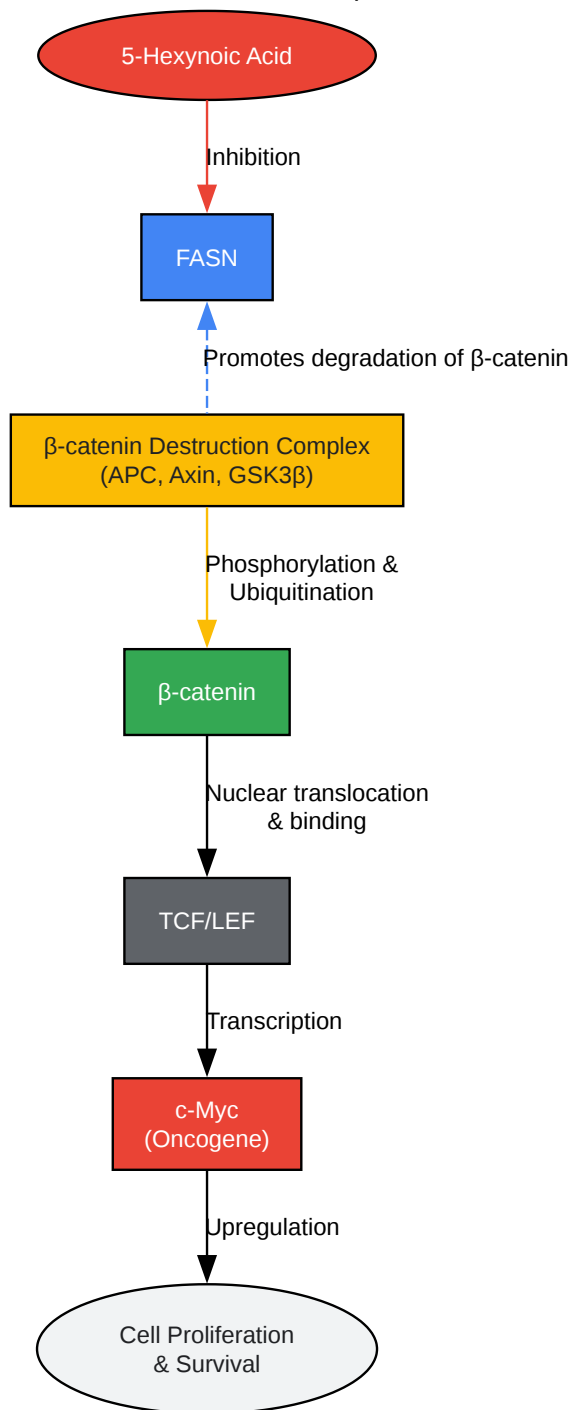 5-Hexynoic Acid
Inhibition
FASN
Promotes degradation of β-catenin
β-catenin Destruction Complex
(APC, Axin, GSK3β)
Phosphorylation &
Ubiquitination
β-catenin
Nuclear translocation
& binding
TCF/LEF
Transcription
c-Myc
(Oncogene)
Upregulation
Cell Proliferation
& Survival